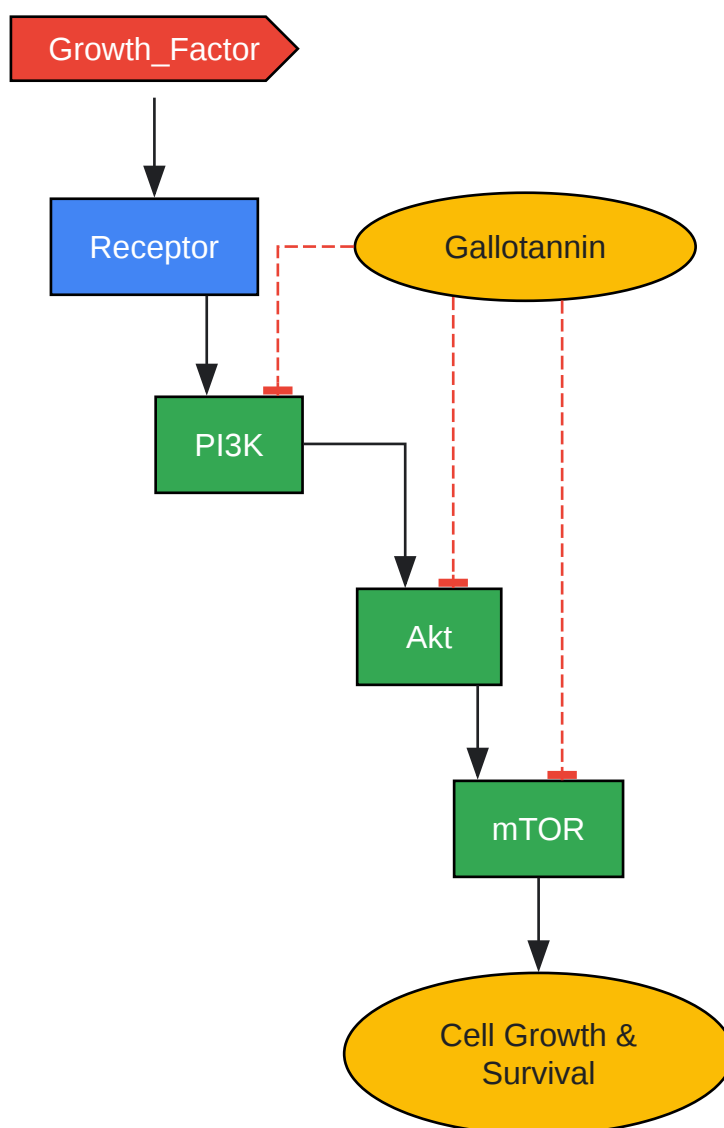 Growth_Factor
Receptor
Gallotannin
PI3K
Akt
mTOR
Cell Growth &
Survival